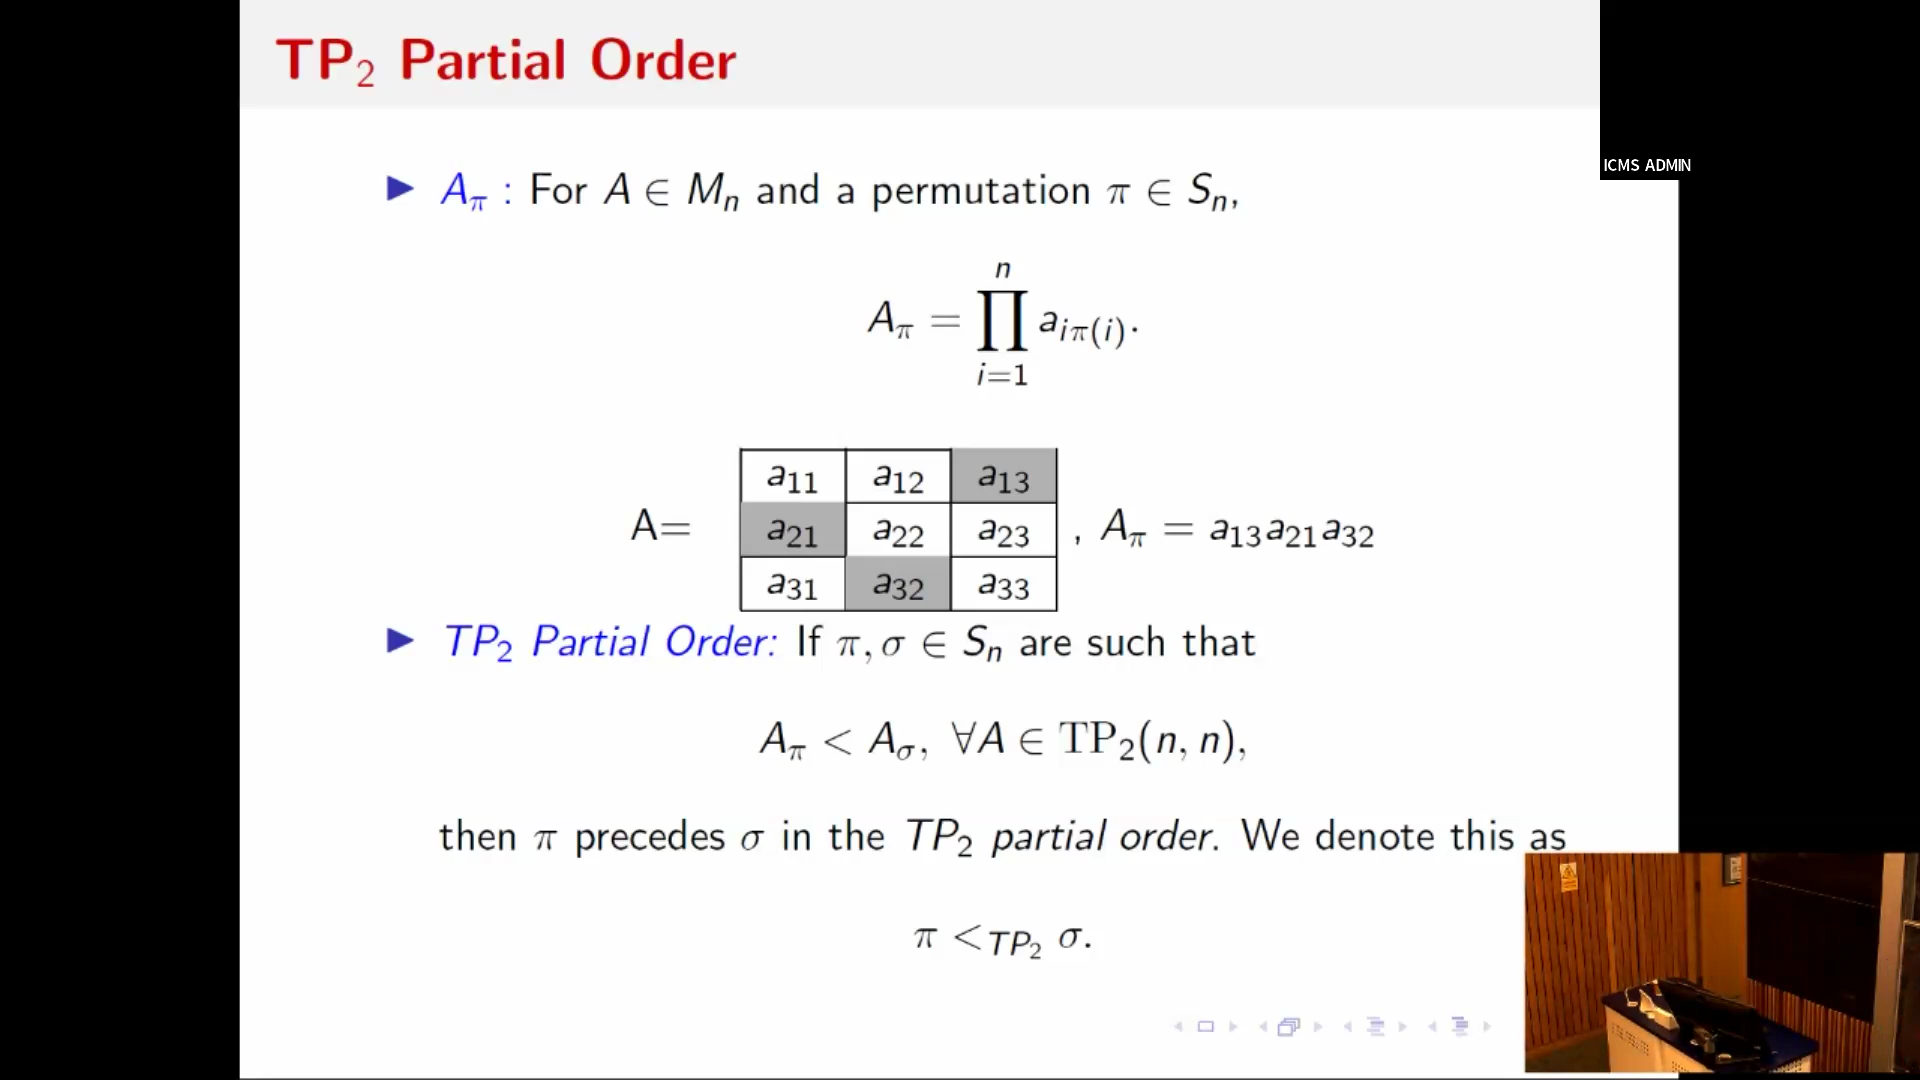 TP₂ Partial Order
ICMS ADMIN
▶ A_π : For A ∈ M_n and a permutation π ∈ S_n,
A_π = ∏_{i=1}^{n} a_{iπ(i)}.
a₁₁ a₁₂ a₁₃
A= a₂₁ a₂₂ a₂₃ , A_π = a₁₃a₂₁a₃₂
a₃₁ a₃₂ a₃₃
▶ TP₂ Partial Order: If π, σ ∈ S_n are such that
A_π < A_σ, ∀A ∈ TP₂(n, n),
then π precedes σ in the TP₂ partial order. We denote this as
π <_{TP₂} σ.